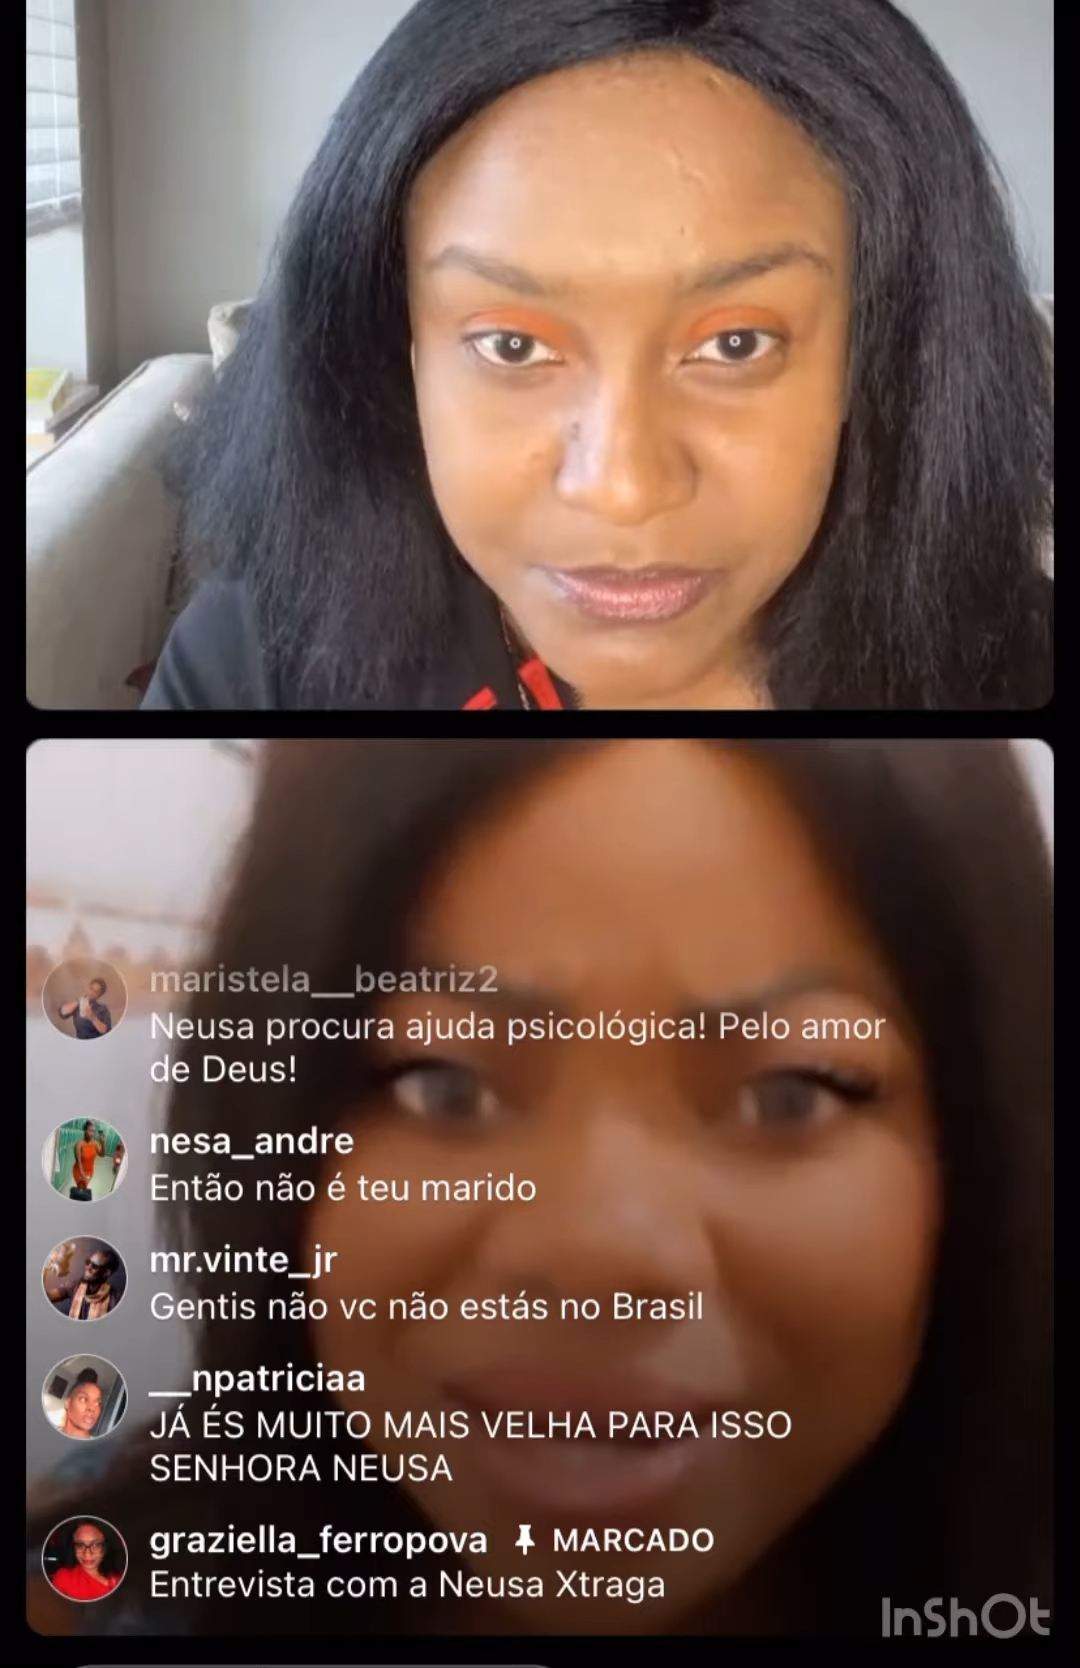 maristela__beatriz2
Neusa procura ajuda psicológica! Pelo amor
de Deus!
nesa_andre
Então não é teu marido
mr.vinte_jr
Gentis não vc não estás no Brasil
__npatriciaa
JÁ ÉS MUITO MAIS VELHA PARA ISSO
SENHORA NEUSA
graziella_ferropova MARCADO
Entrevista com a Neusa Xtraga
InShOt